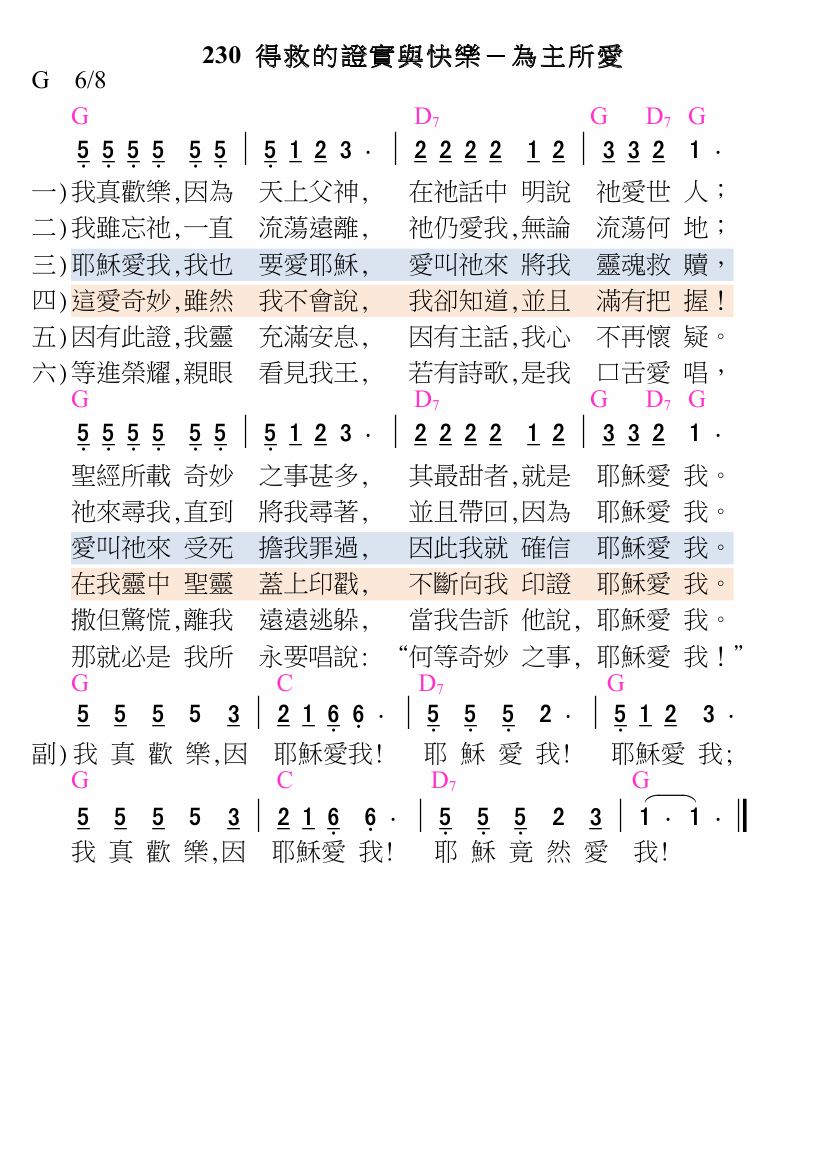 230 得救的證實與快樂－為主所愛
G 6/8
G D7 G D7 G
5 5 5 5 5 5 | 5 1 2 3 · | 2 2 2 2 1 2 | 3 3 2 1 ·
一)我真歡樂,因為 天上父神, 在祂話中 明說 祂愛世 人；
二)我雖忘祂,一直 流蕩遠離, 祂仍愛我,無論 流蕩何 地；
三)耶穌愛我,我也 要愛耶穌, 愛叫祂來 將我 靈魂救 贖，
四)這愛奇妙,雖然 我不會說, 我卻知道,並且 滿有把 握！
五)因有此證,我靈 充滿安息, 因有主話,我心 不再懷 疑。
六)等進榮耀,親眼 看見我王, 若有詩歌,是我 口舌愛 唱，
G D7 G D7 G
5 5 5 5 5 5 | 5 1 2 3 · | 2 2 2 2 1 2 | 3 3 2 1 ·
聖經所載 奇妙 之事甚多, 其最甜者,就是 耶穌愛 我。
祂來尋我,直到 將我尋著, 並且帶回,因為 耶穌愛 我。
愛叫祂來 受死 擔我罪過, 因此我就 確信 耶穌愛 我。
在我靈中 聖靈 蓋上印戳, 不斷向我 印證 耶穌愛 我。
撒但驚慌,離我 遠遠逃躲, 當我告訴 他說, 耶穌愛 我。
那就必是 我所 永要唱說: “何等奇妙 之事, 耶穌愛 我！”
G C D7 G
5 5 5 5 3 | 2 1 6 6 · | 5 5 5 2 · | 5 1 2 3 ·
副)我 真 歡 樂,因 耶穌愛我! 耶 穌 愛 我! 耶穌愛 我;
G C D7 G
5 5 5 5 3 | 2 1 6 6 · | 5 5 5 2 3 | 1 · 1 · ||
我 真 歡 樂,因 耶穌愛 我! 耶 穌 竟 然 愛 我!